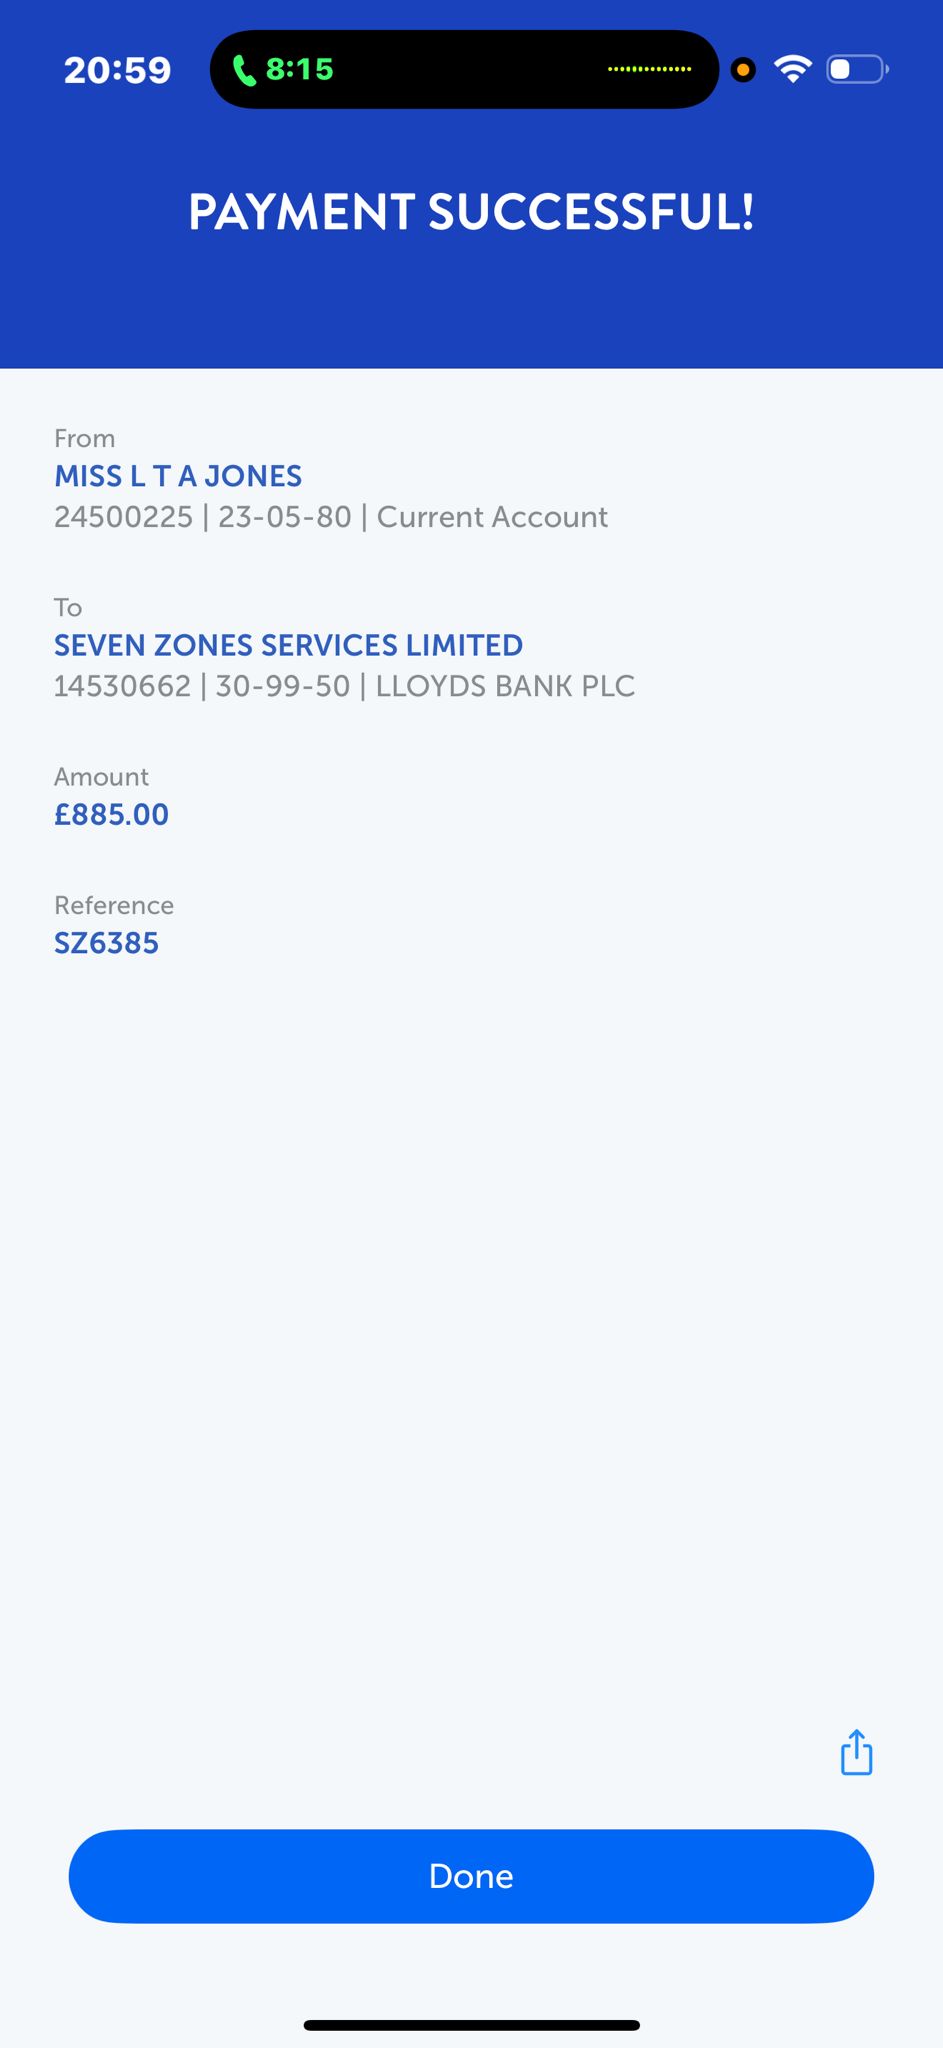 20:59
8:15
PAYMENT SUCCESSFUL!
From
MISS L T A JONES
24500225 | 23-05-80 | Current Account
To
SEVEN ZONES SERVICES LIMITED
14530662 | 30-99-50 | LLOYDS BANK PLC
Amount
£885.00
Reference
SZ6385
Done